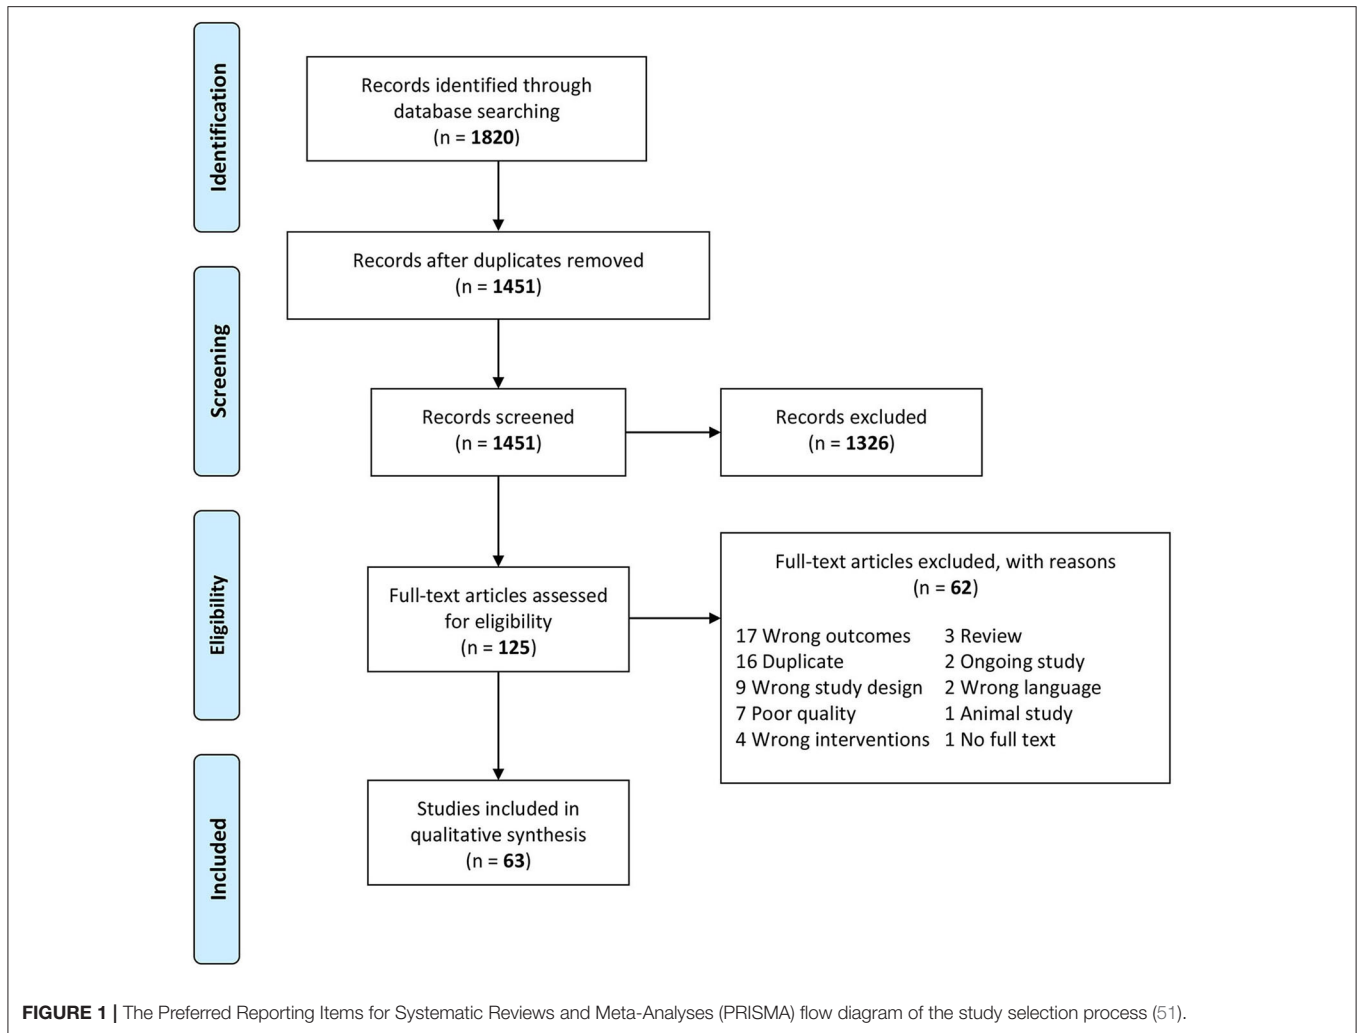 Identification
Records identified through
database searching
(n = 1820)
Records after duplicates removed
(n = 1451)
Screening
Records screened
(n = 1451)
Records excluded
(n = 1326)
Eligibility
Full-text articles assessed
for eligibility
(n = 125)
Full-text articles excluded, with reasons
(n = 62)
17 Wrong outcomes
16 Duplicate
9 Wrong study design
7 Poor quality
4 Wrong interventions
3 Review
2 Ongoing study
2 Wrong language
1 Animal study
1 No full text
Included
Studies included in
qualitative synthesis
(n = 63)
FIGURE 1 | The Preferred Reporting Items for Systematic Reviews and Meta-Analyses (PRISMA) flow diagram of the study selection process (51).